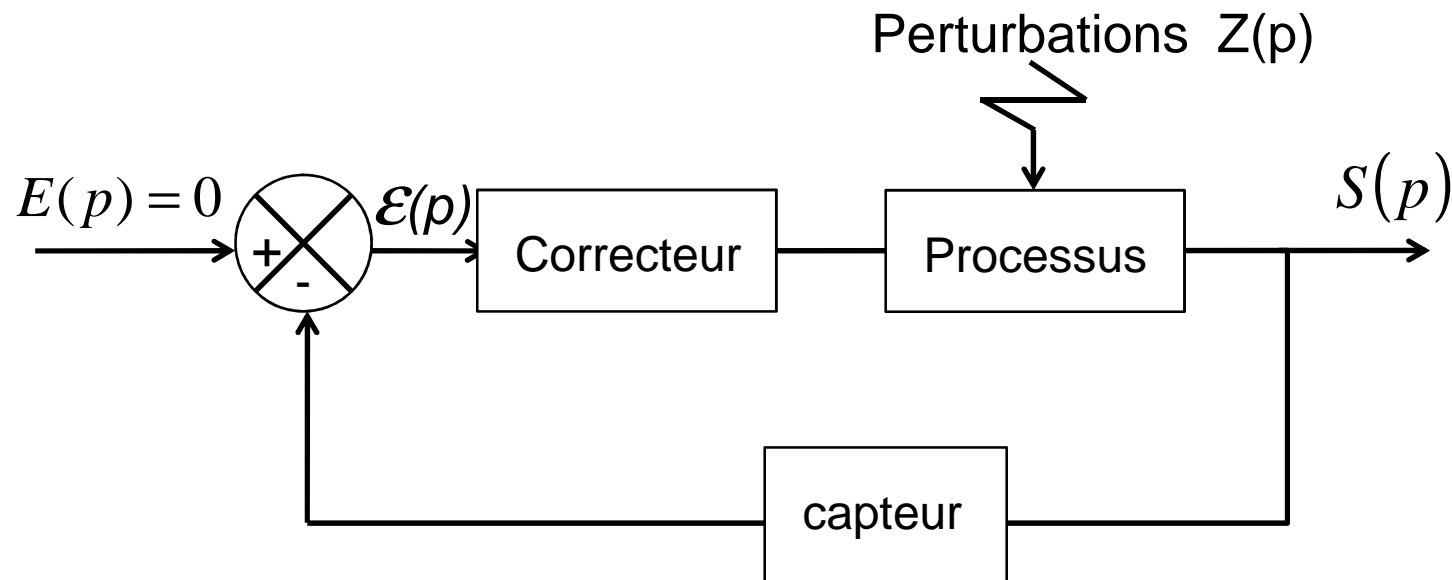 Perturbations Z(p)
E(p) = 0
+
-
ε(p)
Correcteur
Processus
S(p)
capteur